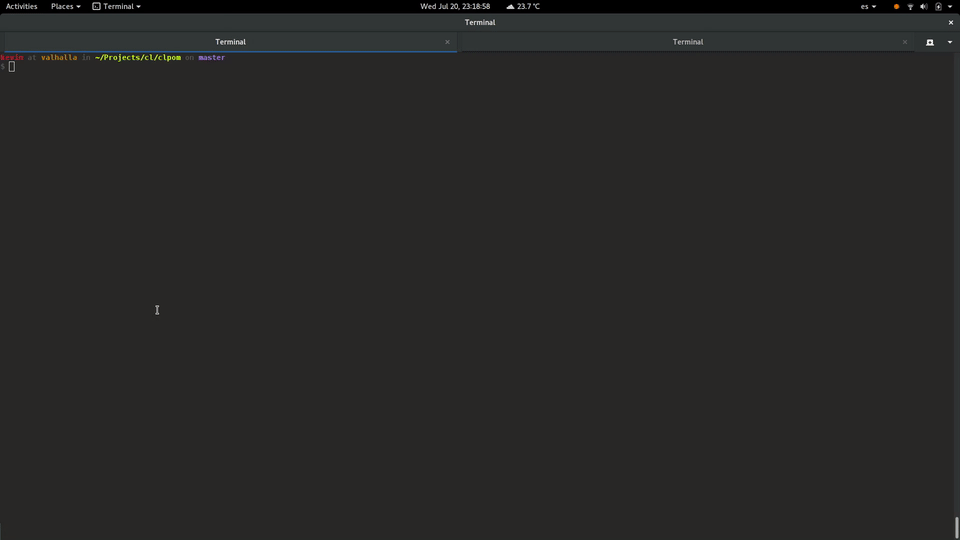 Activities Places Terminal Wed Jul 20, 23:18:58 23.7 °C es
Terminal
Terminal Terminal
kevin at valhalla in ~/Projects/cl/clpom on master
$